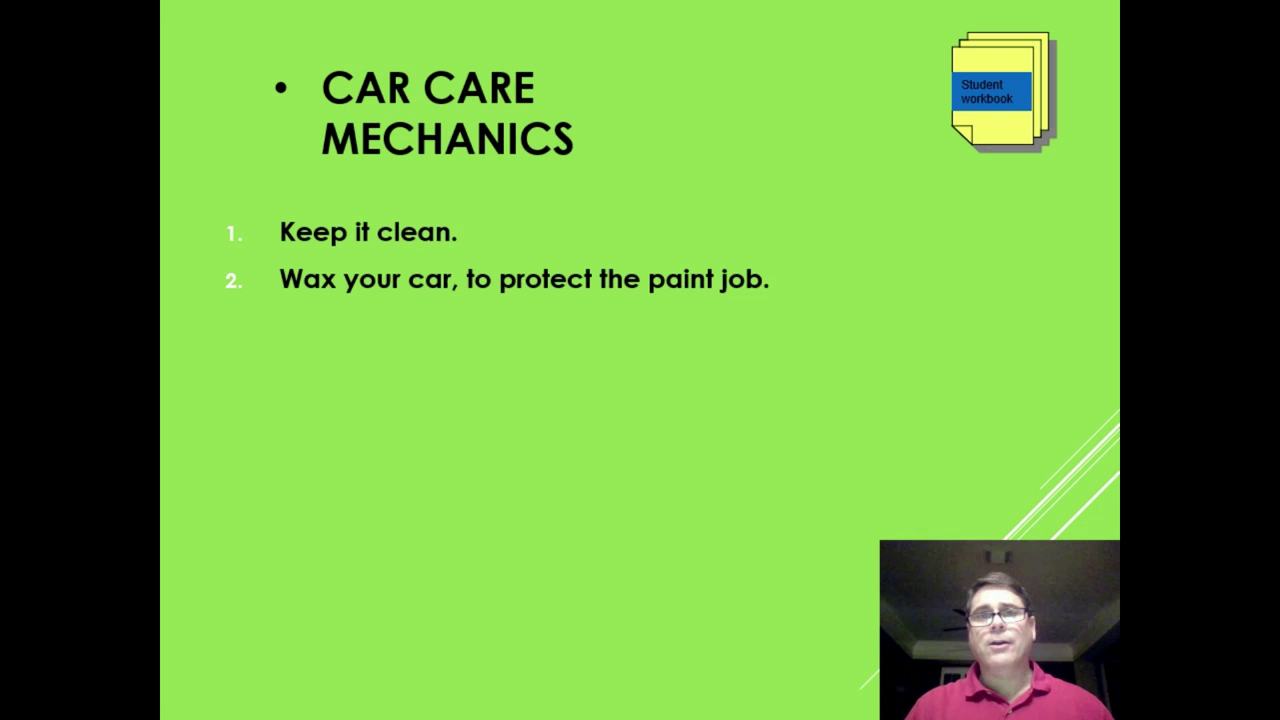 • CAR CARE
MECHANICS
Student
workbook
1. Keep it clean.
2. Wax your car, to protect the paint job.